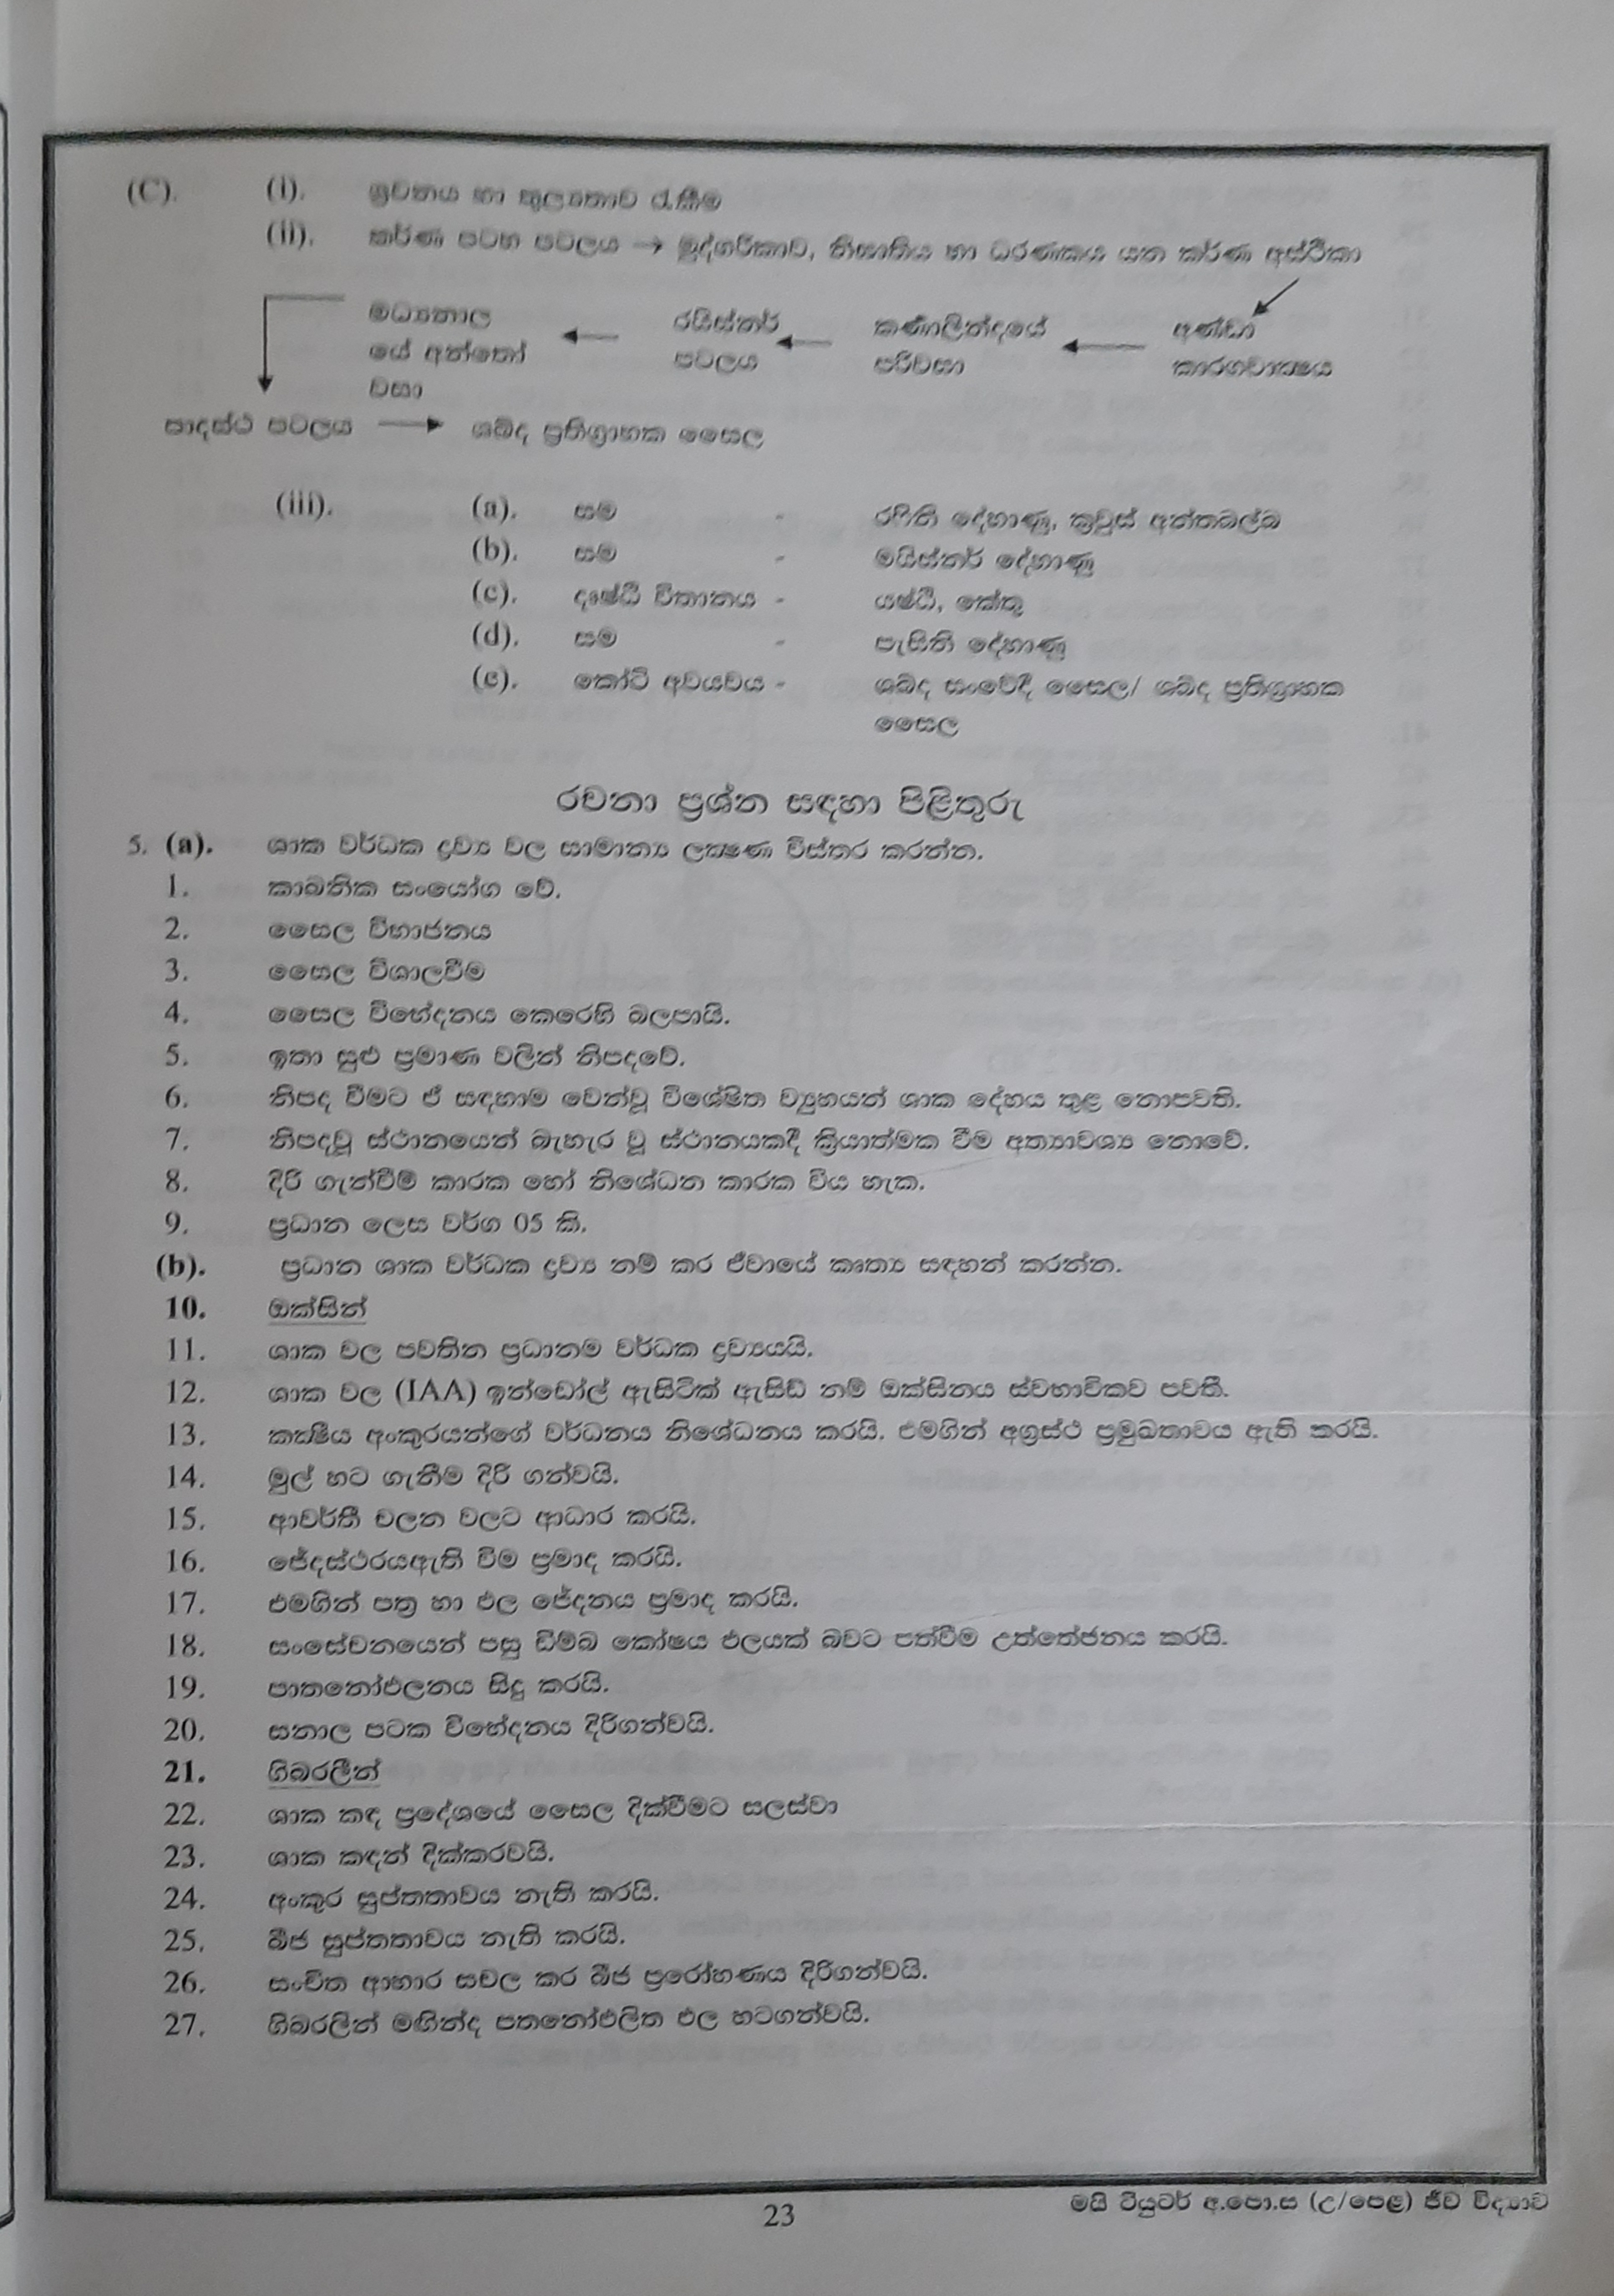 (C). (i). ශ්‍රවනය හා තුල්‍යතාව රැකීම
(ii). කර්ණ පටහ පටලය → මුද්ගරිකාව, නිඝාතිය හා ධරණකය යන කර්ණ අස්ථිකා
මධ්‍යනාල රයිස්නර් කර්ණාලින්දයේ අණ්ඩා
යේ අන්තෝ පටලය පරිවසා කාරගවාක්ෂය
වසා
පාදස්ථ පටලය → ශබ්ද ප්‍රතිග්‍රාහක සෛල
(iii). (a). සම - රෆිනි දේහාණු, ක්‍රවුස් අන්තබල්බ
(b). සම - මයිස්නර් දේහාණු
(c). දෘෂ්ඨි විතානය - යෂ්ඨි, කේතු
(d). සම - පැසිනි දේහාණු
(e). කෝටි අවයවය - ශබ්ද සංවේදී සෛල/ ශබ්ද ප්‍රතිග්‍රාහක
සෛල
රචනා ප්‍රශ්න සඳහා පිළිතුරු
5. (a). ශාක වර්ධක ද්‍රව්‍ය වල සාමාන්‍ය ලක්ෂණ විස්තර කරන්න.
1. කාබනික සංයෝග වේ.
2. සෛල විභාජනය
3. සෛල විශාලවීම
4. සෛල විභේදනය කෙරෙහි බලපායි.
5. ඉතා සුළු ප්‍රමාණ වලින් නිපදවේ.
6. නිපද වීමට ඒ සඳහාම වෙන්වූ විශේෂිත ව්‍යුහයන් ශාක දේහය තුළ නොපවතී.
7. නිපදවූ ස්ථානයෙන් බැහැර වූ ස්ථානයකදී ක්‍රියාත්මක වීම අත්‍යාවශ්‍ය නොවේ.
8. දිරි ගැන්වීම් කාරක හෝ නිශේධන කාරක විය හැක.
9. ප්‍රධාන ලෙස වර්ග 05 කි.
(b). ප්‍රධාන ශාක වර්ධක ද්‍රව්‍ය නම් කර ඒවායේ කෘත්‍ය සඳහන් කරන්න.
10. ඔක්සින්
11. ශාක වල පවතින ප්‍රධානම වර්ධක ද්‍රව්‍යයයි.
12. ශාක වල (IAA) ඉන්ඩෝල් ඇසිටික් ඇසිඩ් නම් ඔක්සිනය ස්වභාවිකව පවතී.
13. කක්ෂීය අංකුරයන්ගේ වර්ධනය නිශේධනය කරයි. එමගින් අග්‍රස්ථ ප්‍රමුඛතාවය ඇති කරයි.
14. මුල් හට ගැනීම දිරි ගන්වයි.
15. ආවර්තී චලන වලට ආධාර කරයි.
16. ඡේදස්ථරයඇති වීම ප්‍රමාද කරයි.
17. එමගින් පත්‍ර හා ඵල ඡේදනය ප්‍රමාද කරයි.
18. සංසේචනයෙන් පසු ඩිම්බ කෝෂය ඵලයක් බවට පත්වීම උත්තේජනය කරයි.
19. පාතනෝඵලනය සිදු කරයි.
20. සනාල පටක විභේදනය දිරිගන්වයි.
21. ගිබරලීන්
22. ශාක කඳ ප්‍රදේශයේ සෛල දික්වීමට සලස්වා
23. ශාක කඳන් දික්කරවයි.
24. අංකුර සුප්තතාවය නැති කරයි.
25. බීජ සුප්තතාවය නැති කරයි.
26. සංචිත ආහාර සචල කර බීජ ප්‍රරෝහණය දිරිගන්වයි.
27. ගිබරලින් මඟින්ද පතනෝඵලිත ඵල හටගන්වයි.
23
මයි ටියුටර් අ.පො.ස (උ/පෙළ) ජීව විද්‍යාව